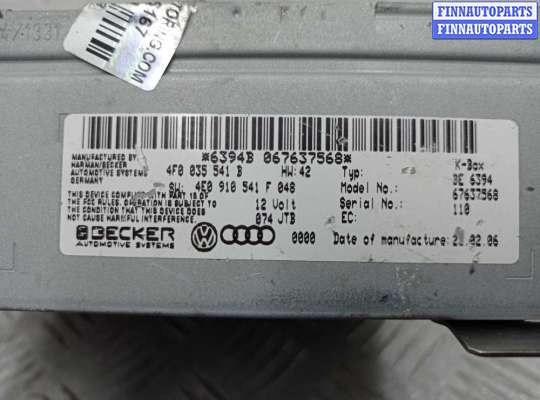 FINNAUTOPARTS
FINNAUTOPARTS
*6394B 067637568*
MANUFACTURED BY
HARMAN/BECKER
AUTOMOTIVE SYSTEMS
GERMANY
4F0 035 541 B HW: 42 Typ: K-Box
SW: 4E0 910 541 F 048 Model No.: BE 6394
THIS DEVICE COMPLIES WITH PART 15 OF
THE FCC RULES. OPERATION IS SUBJECT TO
THE CONDITION THAT THIS DEVICE DOES
NOT CAUSE HARMFUL INTERFERENCE.
12 Volt Serial No.: 67637568
074 JTB EC: 110
BECKER
AUTOMOTIVE SYSTEMS
0000 Date of manufacture: 02.06